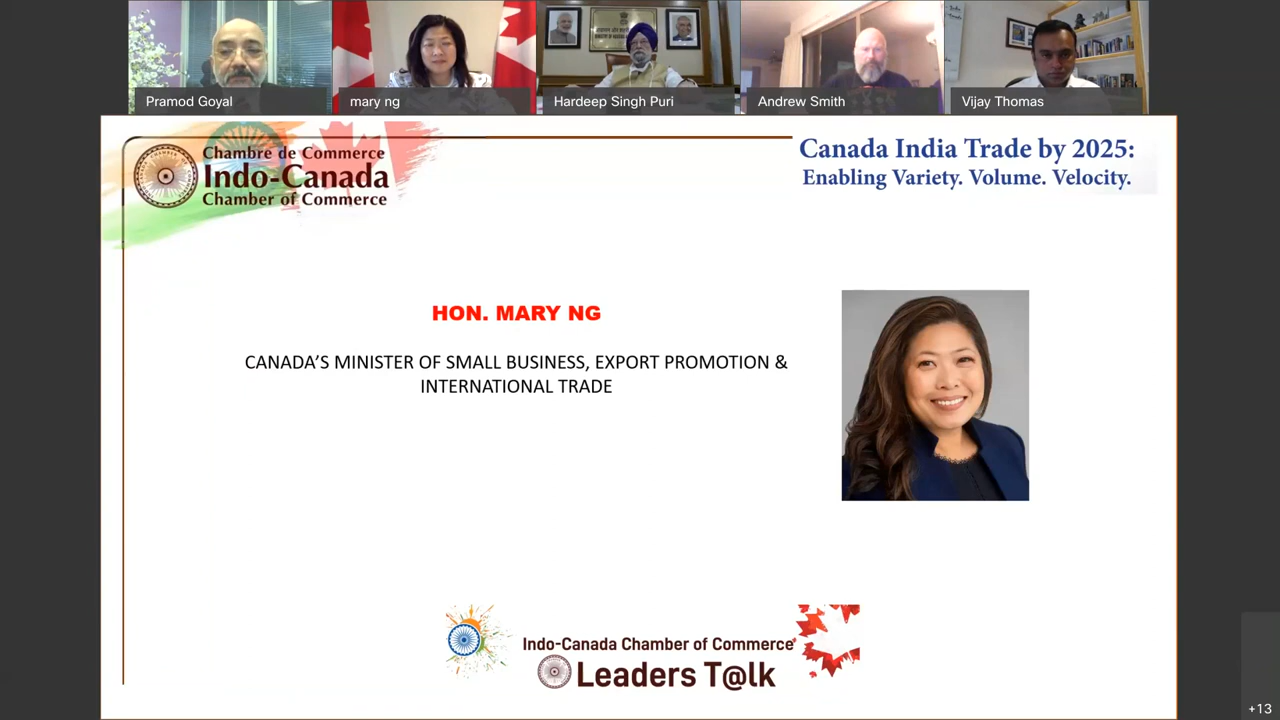 Pramod Goyal
mary ng
Hardeep Singh Puri
Andrew Smith
Vijay Thomas
Chambre de Commerce
Indo-Canada
Chamber of Commerce
Canada India Trade by 2025:
Enabling Variety. Volume. Velocity.
HON. MARY NG
CANADA’S MINISTER OF SMALL BUSINESS, EXPORT PROMOTION &
INTERNATIONAL TRADE
Indo-Canada Chamber of Commerce
Leaders T@lk
+13